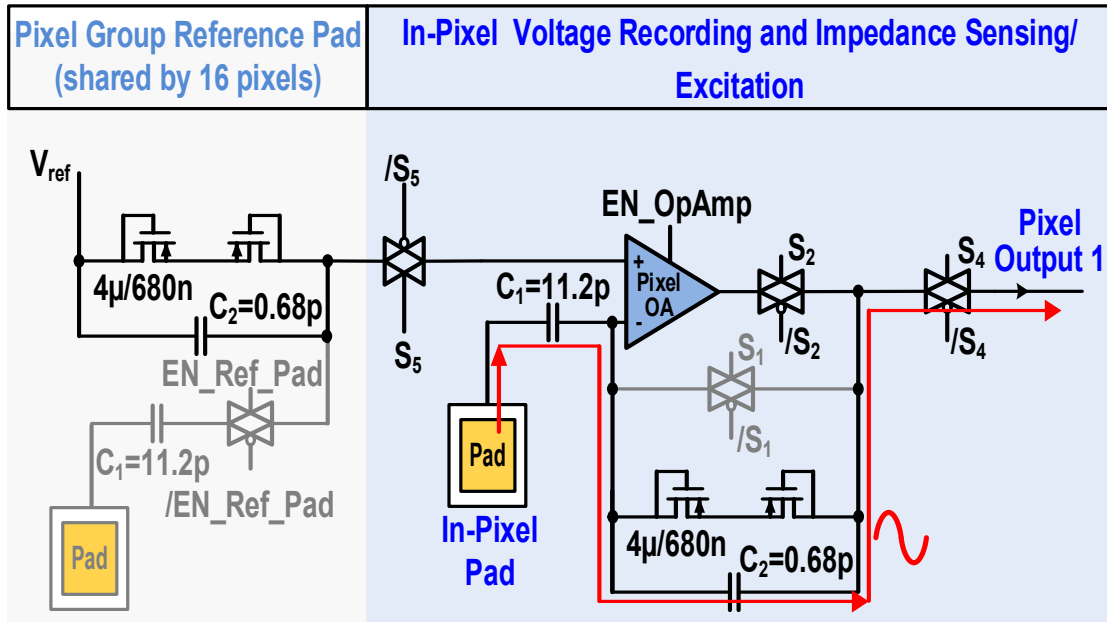 Pixel Group Reference Pad
(shared by 16 pixels)
In-Pixel Voltage Recording and Impedance Sensing/
Excitation
V_ref
4µ/680n
C₂=0.68p
EN_Ref_Pad
C₁=11.2p
/EN_Ref_Pad
Pad
/S₅
S₅
EN_OpAmp
C₁=11.2p
+
Pixel
OA
-
S₂
/S₂
S₄
/S₄
Pixel
Output 1
S₁
/S₁
Pad
In-Pixel
Pad
4µ/680n
C₂=0.68p